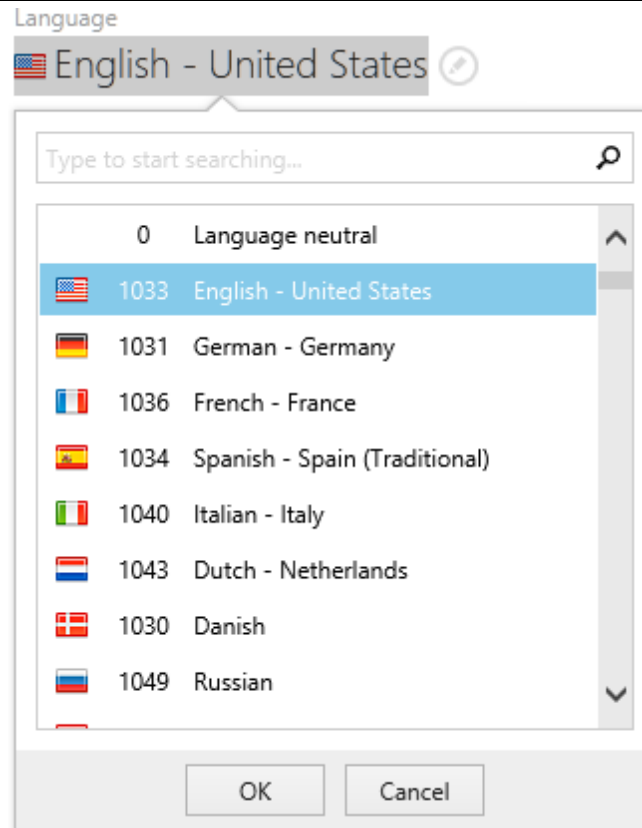 Language
English - United States
Type to start searching...
0 Language neutral
1033 English - United States
1031 German - Germany
1036 French - France
1034 Spanish - Spain (Traditional)
1040 Italian - Italy
1043 Dutch - Netherlands
1030 Danish
1049 Russian
OK Cancel